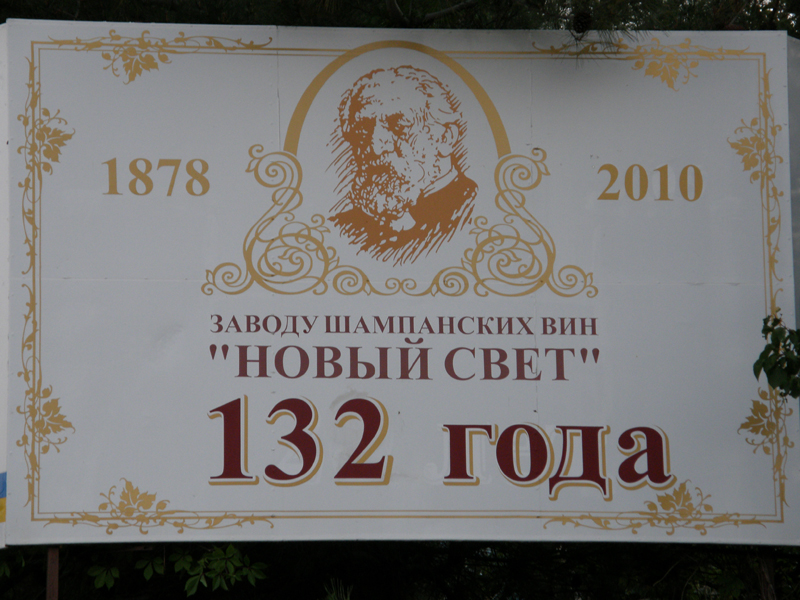 1878 2010
ЗАВОДУ ШАМПАНСКИХ ВИН
"НОВЫЙ СВЕТ"
132 года